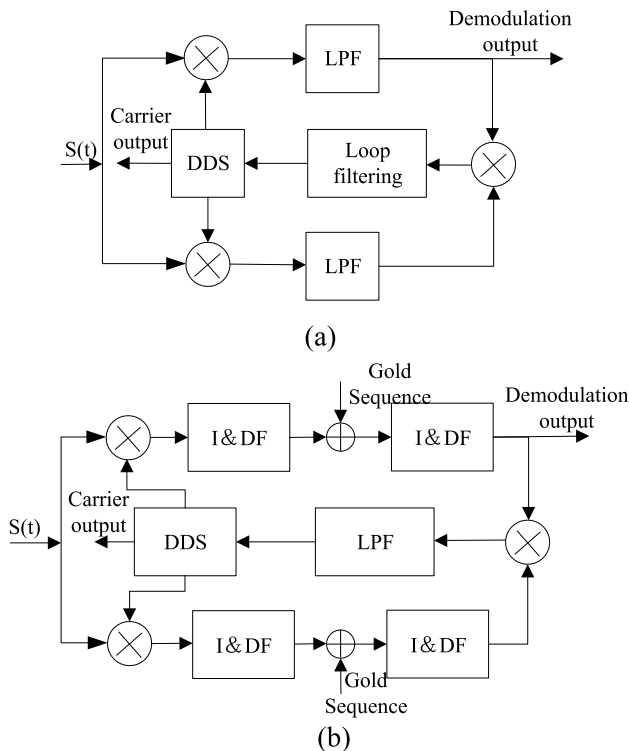 Demodulation
output
LPF
Carrier
output
S(t)
DDS
Loop
filtering
LPF
(a)
Gold
Sequence
Demodulation
output
I&DF
I&DF
Carrier
output
S(t)
DDS
LPF
I&DF
I&DF
Gold
Sequence
(b)